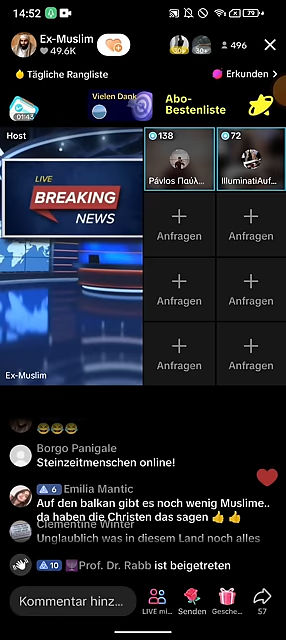 14:52
79
Ex-Muslim
49.6K
496
Tägliche Rangliste
Erkunden >
01:43
Vielen Dank
Abo-
Bestenliste
Host
138
72
LIVE
BREAKING
NEWS
Pávlos Παύλ...
IlluminatiAuf...
Anfragen
Anfragen
Anfragen
Anfragen
Anfragen
Anfragen
Ex-Muslim
Borgo Panigale
Steinzeitmenschen online!
6 Emilia Mantic
Auf den balkan gibt es noch wenig Muslime..
da haben die Christen das sagen 👍 👍
Clementine Winter
Unglaublich was in diesem Land noch alles
10 Prof. Dr. Rabb ist beigetreten
Kommentar hinz...
LIVE mi...
Senden
Gesche...
57